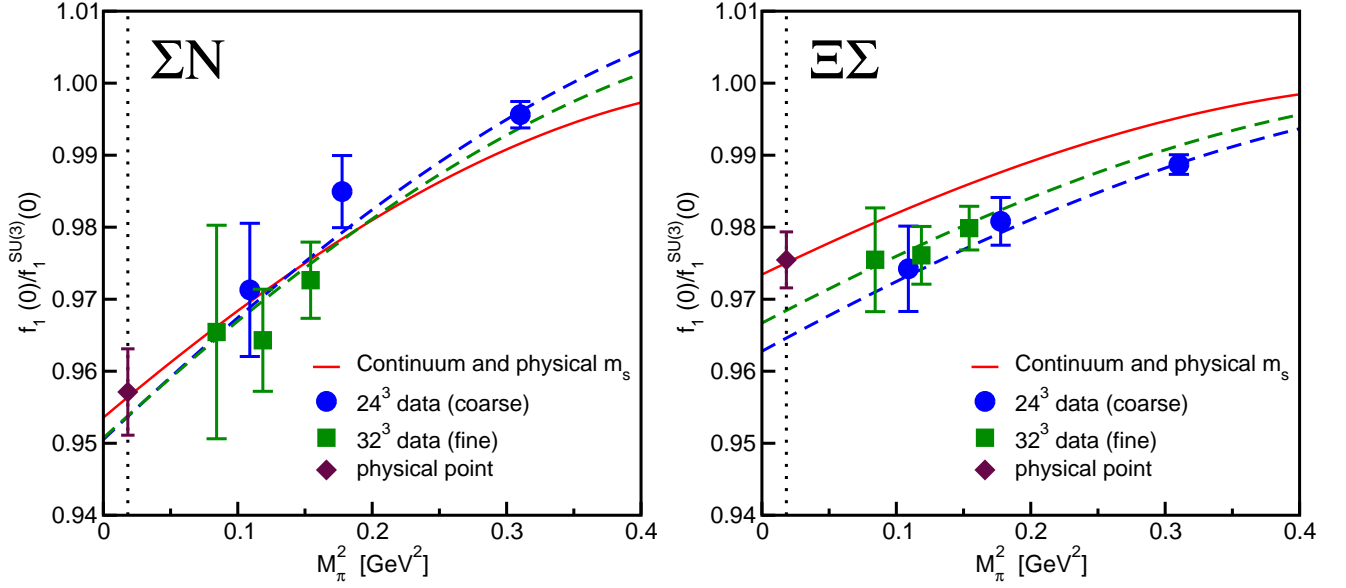 ΣN
1.01
1.00
0.99
0.98
0.97
0.96
0.95
0.94
f₁(0)/f₁^SU(3)(0)
Continuum and physical mₛ
24³ data (coarse)
32³ data (fine)
physical point
0 0.1 0.2 0.3 0.4
M_π² [GeV²]
ΞΣ
1.01
1.00
0.99
0.98
0.97
0.96
0.95
0.94
f₁(0)/f₁^SU(3)(0)
Continuum and physical mₛ
24³ data (coarse)
32³ data (fine)
physical point
0 0.1 0.2 0.3 0.4
M_π² [GeV²]